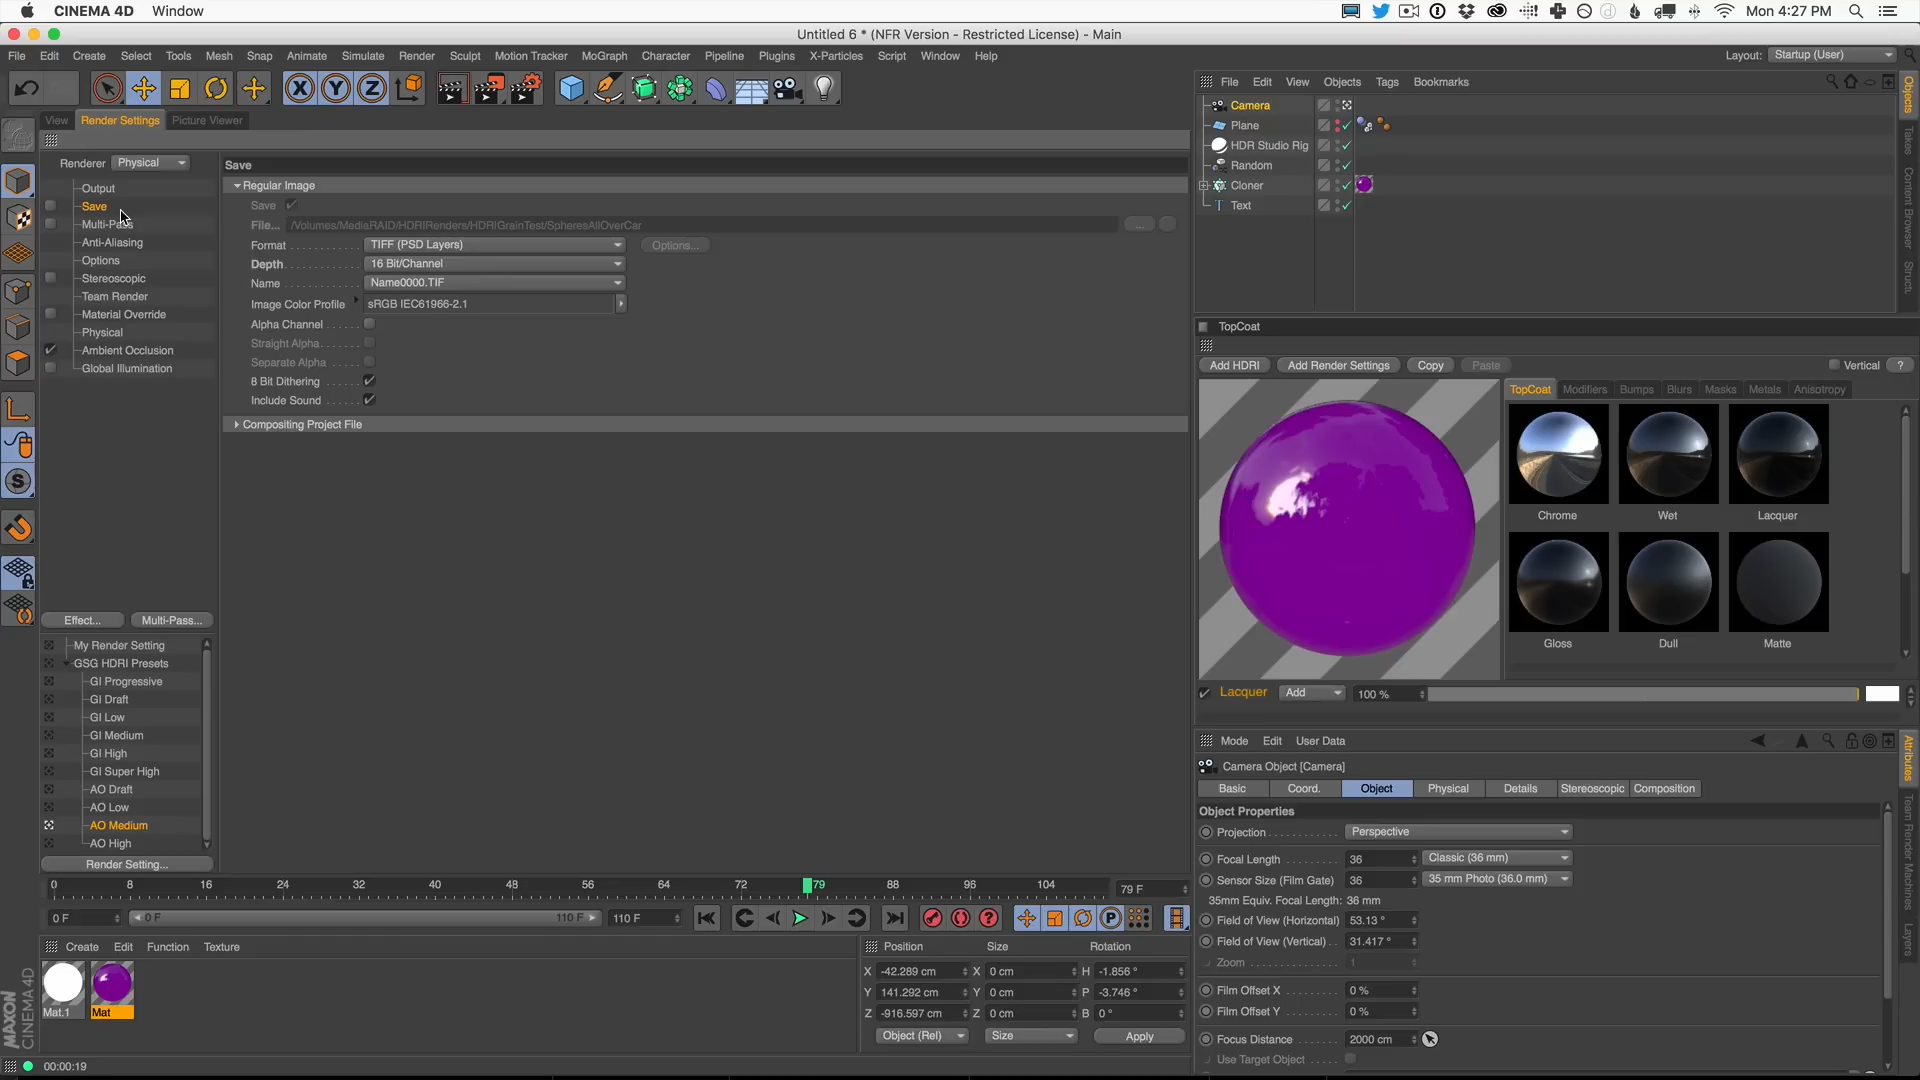 CINEMA 4D Window
Mon 4:27 PM
Untitled 6 * (NFR Version - Restricted License) - Main
File Edit Create Select Tools Mesh Snap Animate Simulate Render Sculpt Motion Tracker MoGraph Character Pipeline Plugins X-Particles Script Window Help
Layout: Startup (User)
File Edit View Objects Tags Bookmarks
View Render Settings Picture Viewer
Renderer Physical
Output
Save
Multi-Pass
Anti-Aliasing
Options
Stereoscopic
Team Render
Material Override
Physical
Ambient Occlusion
Global Illumination
Effect... Multi-Pass...
My Render Setting
GSG HDRI Presets
GI Progressive
GI Draft
GI Low
GI Medium
GI High
GI Super High
AO Draft
AO Low
AO Medium
AO High
Render Setting...
Save
Regular Image
Save
File... /Volumes/MediaRAID/HDRIRenders/HDRIGrainTest/SpheresAllOverCar ...
Format TIFF (PSD Layers) Options...
Depth 16 Bit/Channel
Name Name0000.TIF
Image Color Profile sRGB IEC61966-2.1
Alpha Channel
Straight Alpha
Separate Alpha
8 Bit Dithering
Include Sound
Compositing Project File
Camera
Plane
HDR Studio Rig
Random
Cloner
Text
Objects
Takes
Content Browser
Structu
TopCoat
Add HDRI Add Render Settings Copy Paste Vertical ?
TopCoat Modifiers Bumps Blurs Masks Metals Anisotropy
Chrome Wet Lacquer
Gloss Dull Matte
Lacquer Add 100 %
Mode Edit User Data
Camera Object [Camera]
Basic Coord. Object Physical Details Stereoscopic Composition
Object Properties
Projection Perspective
Focal Length 36 Classic (36 mm)
Sensor Size (Film Gate) 36 35 mm Photo (36.0 mm)
35mm Equiv. Focal Length: 36 mm
Field of View (Horizontal) 53.13 °
Field of View (Vertical) 31.417 °
Zoom 1
Film Offset X 0 %
Film Offset Y 0 %
Focus Distance 2000 cm
Use Target Object
Attributes
Team Render Machines
Layers
0 8 16 24 32 40 48 56 64 72 79 88 96 104 79 F
0 F 0 F 110 F 110 F
Create Edit Function Texture
Mat.1 Mat
Position Size Rotation
X -42.289 cm X 0 cm H -1.856 °
Y 141.292 cm Y 0 cm P -3.746 °
Z -916.597 cm Z 0 cm B 0 °
Object (Rel) Size Apply
MAXON CINEMA 4D
00:00:19